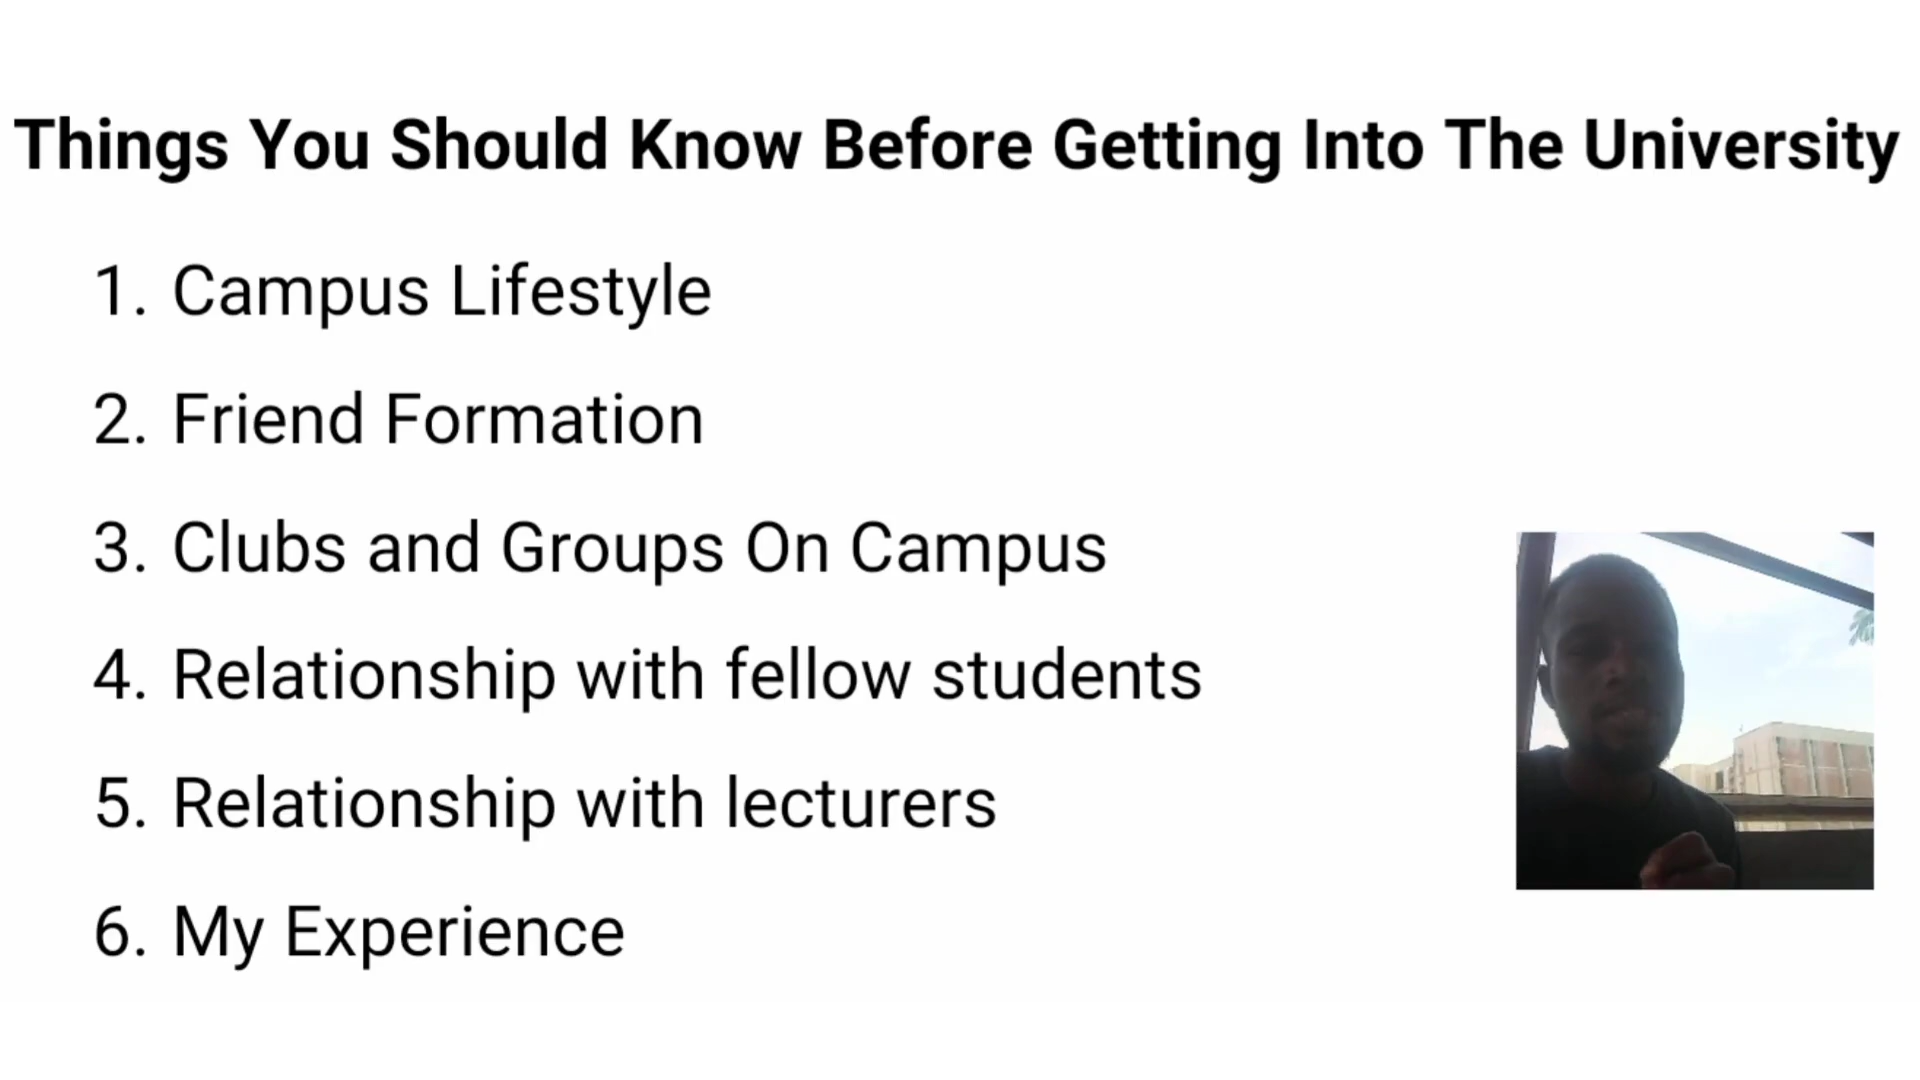 Things You Should Know Before Getting Into The University
1. Campus Lifestyle
2. Friend Formation
3. Clubs and Groups On Campus
4. Relationship with fellow students
5. Relationship with lecturers
6. My Experience